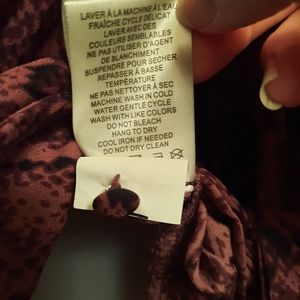 LAVER À LA MACHINE À L'EAU
FRAÎCHE CYCLE DÉLICAT
LAVER AVEC DES
COULEURS SEMBLABLES
NE PAS UTILISER D'AGENT
DE BLANCHIMENT
SUSPENDRE POUR SÉCHER
REPASSER À BASSE
TEMPÉRATURE
NE PAS NETTOYER À SEC
MACHINE WASH IN COLD
WATER GENTLE CYCLE
WASH WITH LIKE COLORS
DO NOT BLEACH
HANG TO DRY
COOL IRON IF NEEDED
DO NOT DRY CLEAN